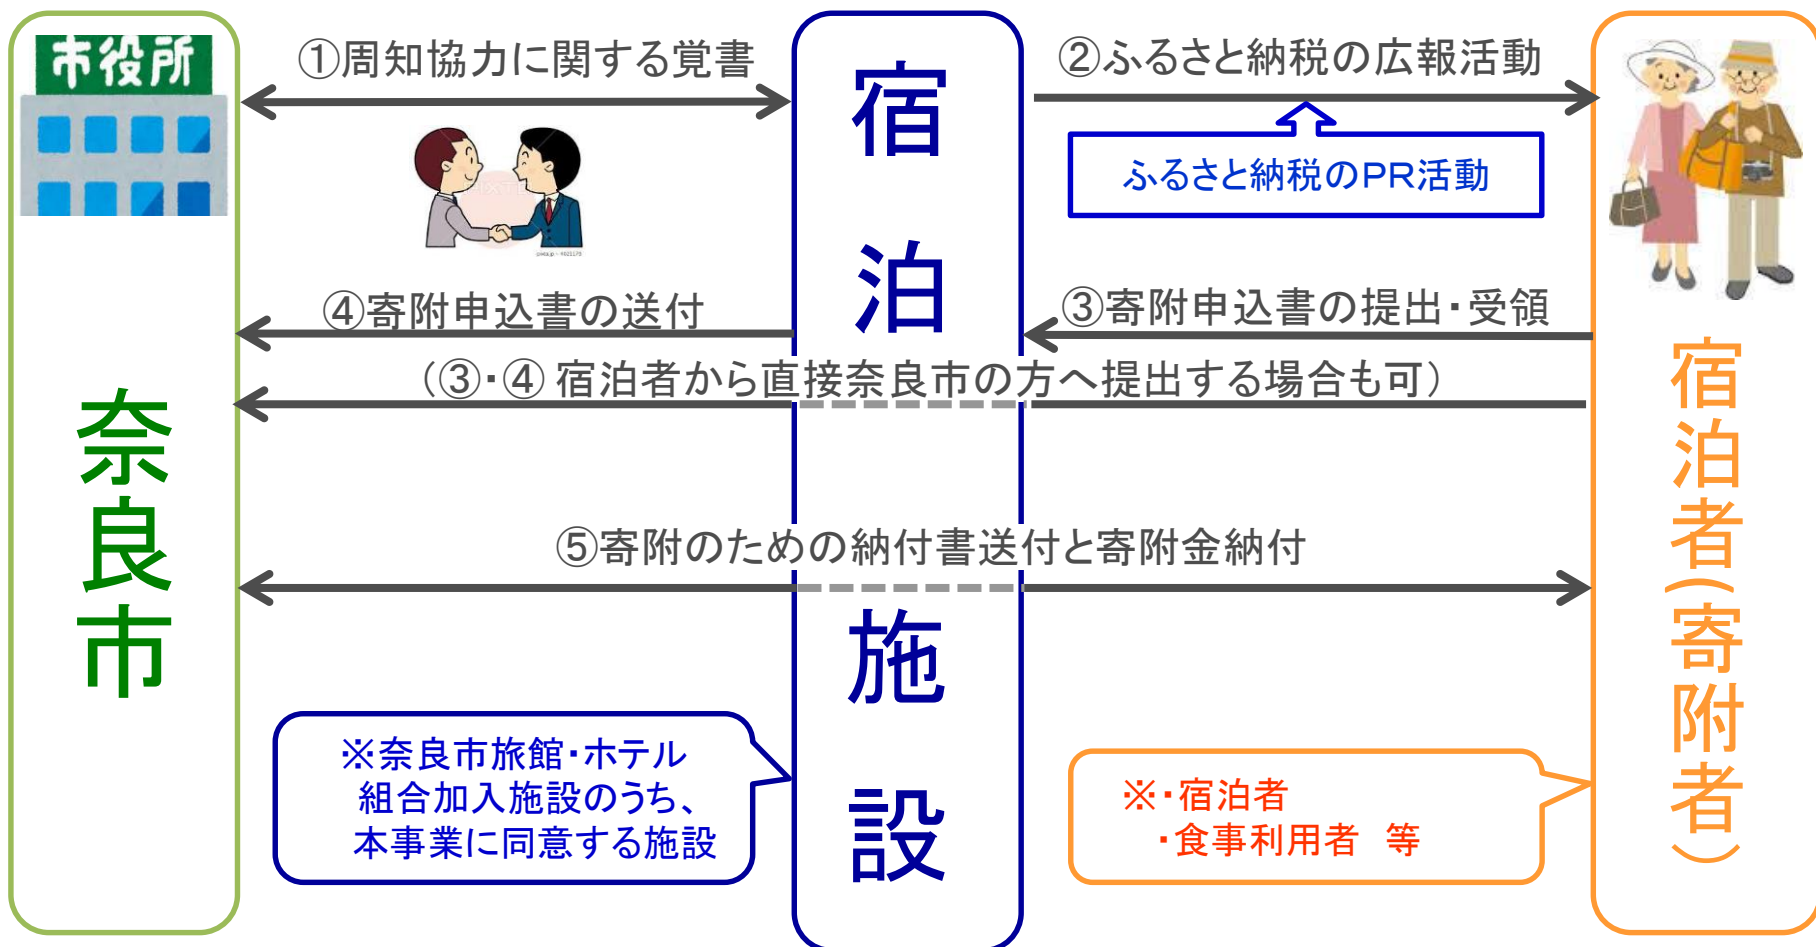 市役所
①周知協力に関する覚書
②ふるさと納税の広報活動
ふるさと納税のPR活動
④寄附申込書の送付
③寄附申込書の提出・受領
(③・④ 宿泊者から直接奈良市の方へ提出する場合も可)
⑤寄附のための納付書送付と寄附金納付
奈良市
宿泊施設
宿泊者(寄附者)
※奈良市旅館・ホテル
組合加入施設のうち、
本事業に同意する施設
※・宿泊者
・食事利用者 等